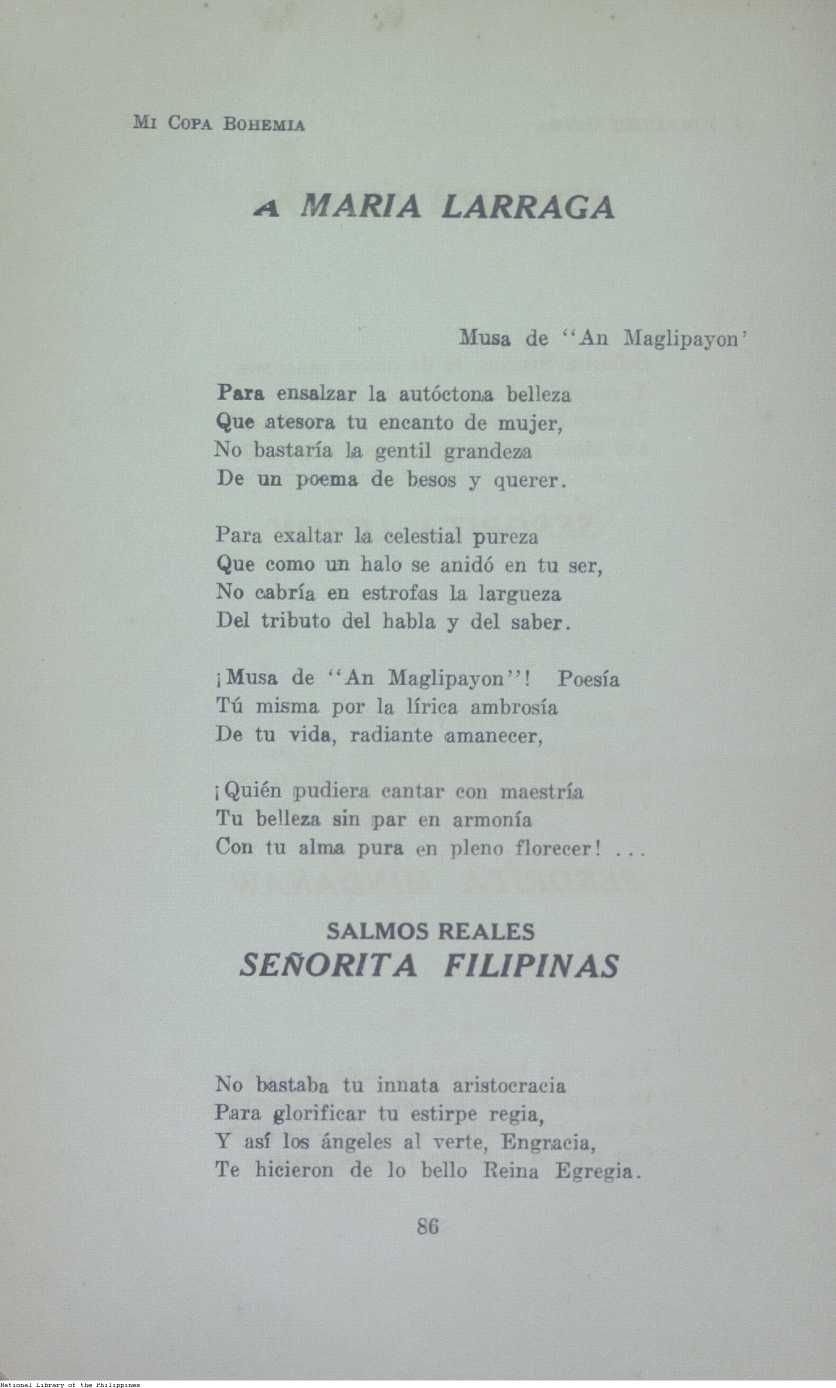 MI COPA BOHEMIA
A MARIA LARRAGA
Musa de "An Maglipayon'
Para ensalzar la autóctona belleza
Que atesora tu encanto de mujer,
No bastaría la gentil grandeza
De un poema de besos y querer.
Para exaltar la celestial pureza
Que como un halo se anidó en tu ser,
No cabría en estrofas la largueza
Del tributo del habla y del saber.
¡Musa de "An Maglipayon"! Poesía
Tú misma por la lírica ambrosía
De tu vida, radiante amanecer,
¡Quién pudiera cantar con maestría
Tu belleza sin par en armonía
Con tu alma pura en pleno florecer! ...
SALMOS REALES
SEÑORITA FILIPINAS
No bastaba tu innata aristocracia
Para glorificar tu estirpe regia,
Y así los ángeles al verte, Engracia,
Te hicieron de lo bello Reina Egregia.
86
National Library of the Philippines